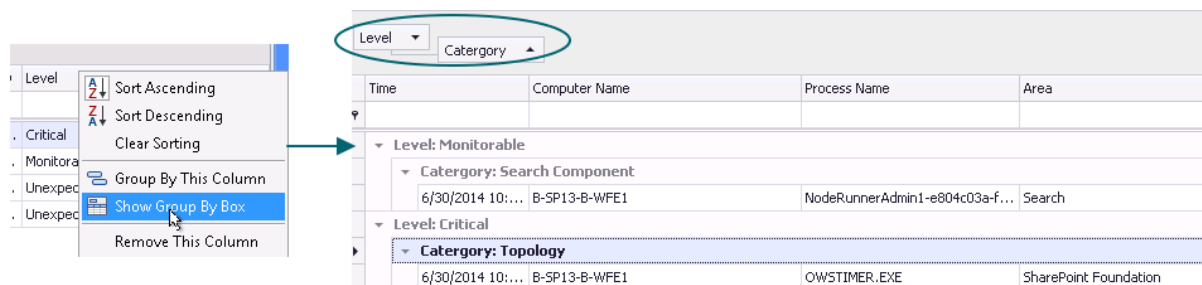 Level
Critical
Monitora
Unexpec
Unexpec
Sort Ascending
Sort Descending
Clear Sorting
Group By This Column
Show Group By Box
Remove This Column
Level
Catergory
Time Computer Name Process Name Area
Level: Monitorable
Catergory: Search Component
6/30/2014 10:... B-SP13-B-WFE1 NodeRunnerAdmin1-e804c03a-f... Search
Level: Critical
Catergory: Topology
6/30/2014 10:... B-SP13-B-WFE1 OWSTIMER.EXE SharePoint Foundation